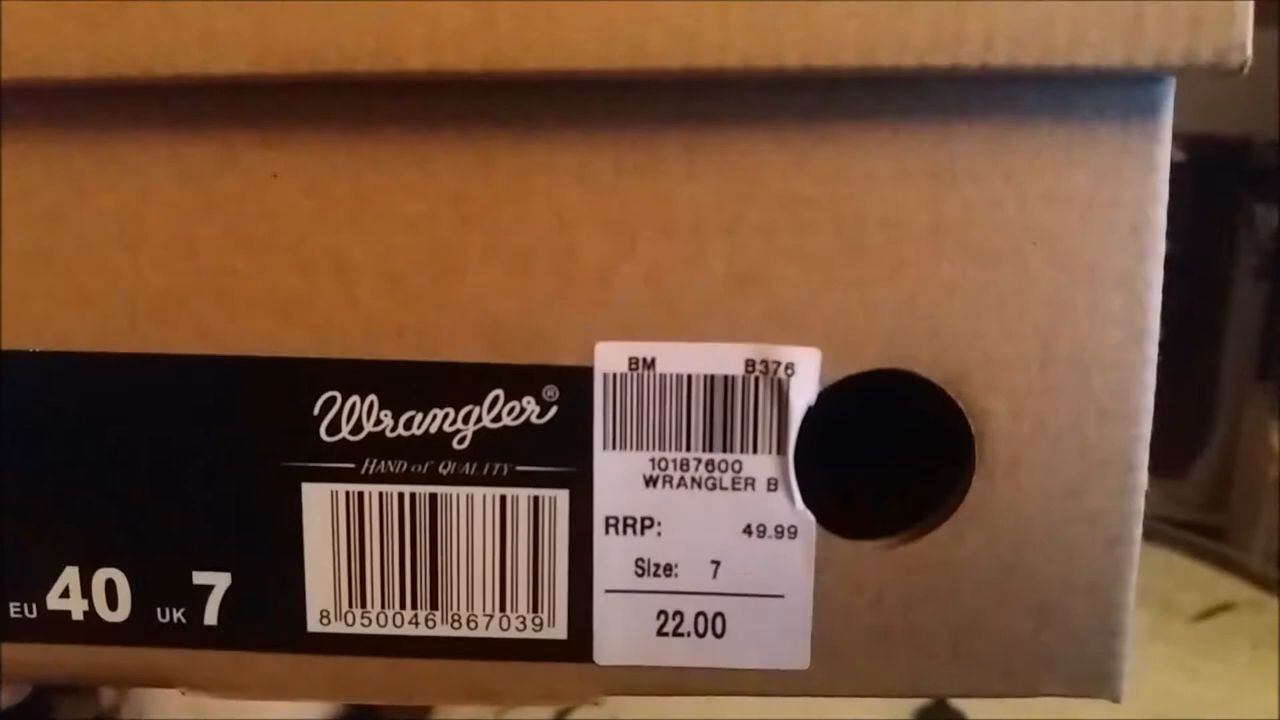 Wrangler®
HAND of QUALITY
8 050046 867039
EU 40 UK 7
BM B376
10187600
WRANGLER B
RRP: 49.99
Size: 7
22.00